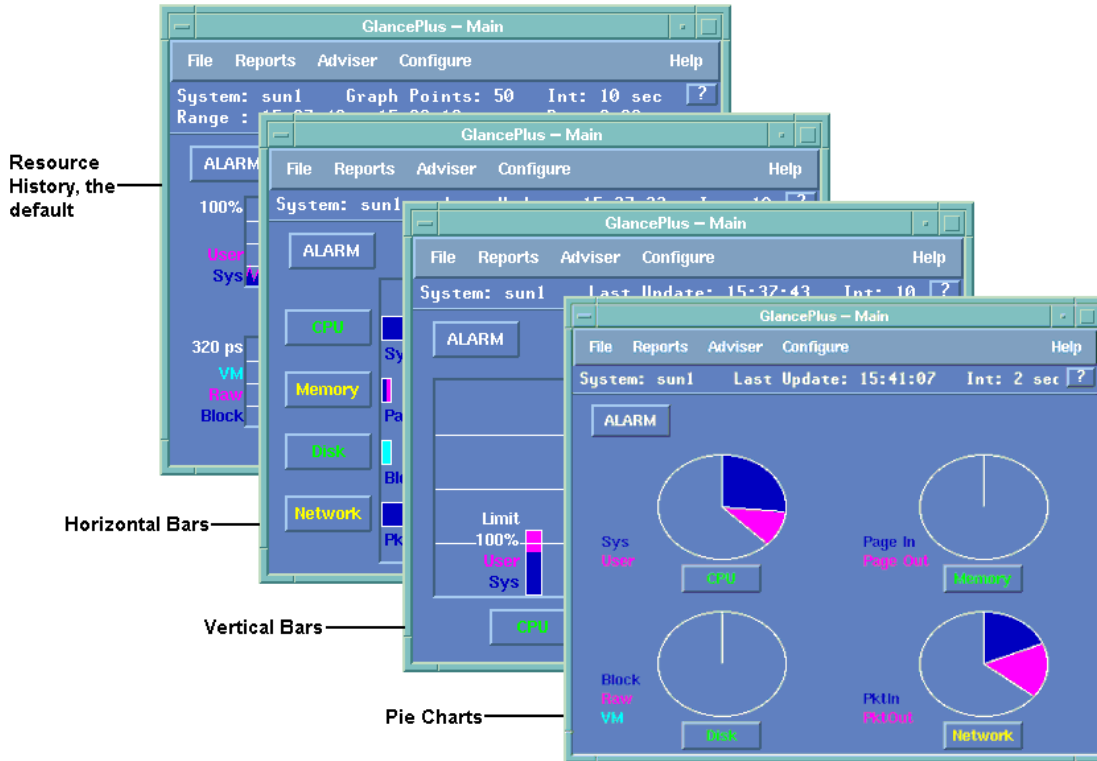 GlancePlus – Main
File Reports Adviser Configure Help
System: sun1 Graph Points: 50 Int: 10 sec ?
Range :
ALARM
100%
User
Sys
320 ps
VM
Raw
Block
Resource
History, the
default
GlancePlus – Main
File Reports Adviser Configure Help
System: sun1
ALARM
CPU
Memory
Disk
Network
Horizontal Bars
GlancePlus – Main
File Reports Adviser Configure Help
System: sun1 Last Update: 15:37:43 Int: 10 ?
ALARM
Limit
100%
User
Sys
CPU
Vertical Bars
GlancePlus – Main
File Reports Adviser Configure Help
System: sun1 Last Update: 15:41:07 Int: 2 sec ?
ALARM
Sys
User
CPU
Page In
Page Out
Memory
Block
Raw
VM
Disk
PktIn
PktOut
Network
Pie Charts